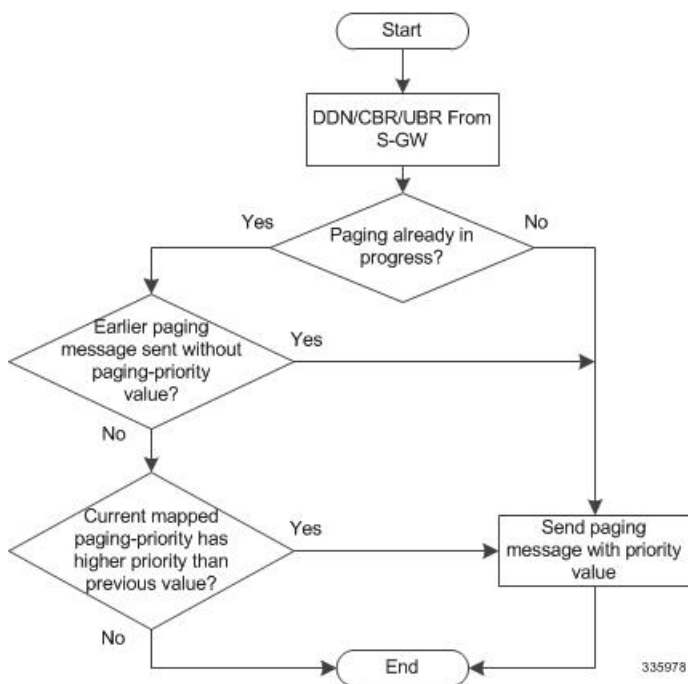 Start
DDN/CBR/UBR From
S-GW
Yes
No
Paging already in
progress?
Earlier paging
message sent without
paging-priority
value?
Yes
No
Current mapped
paging-priority has
higher priority than
previous value?
Yes
Send paging
message with priority
value
No
End
335978